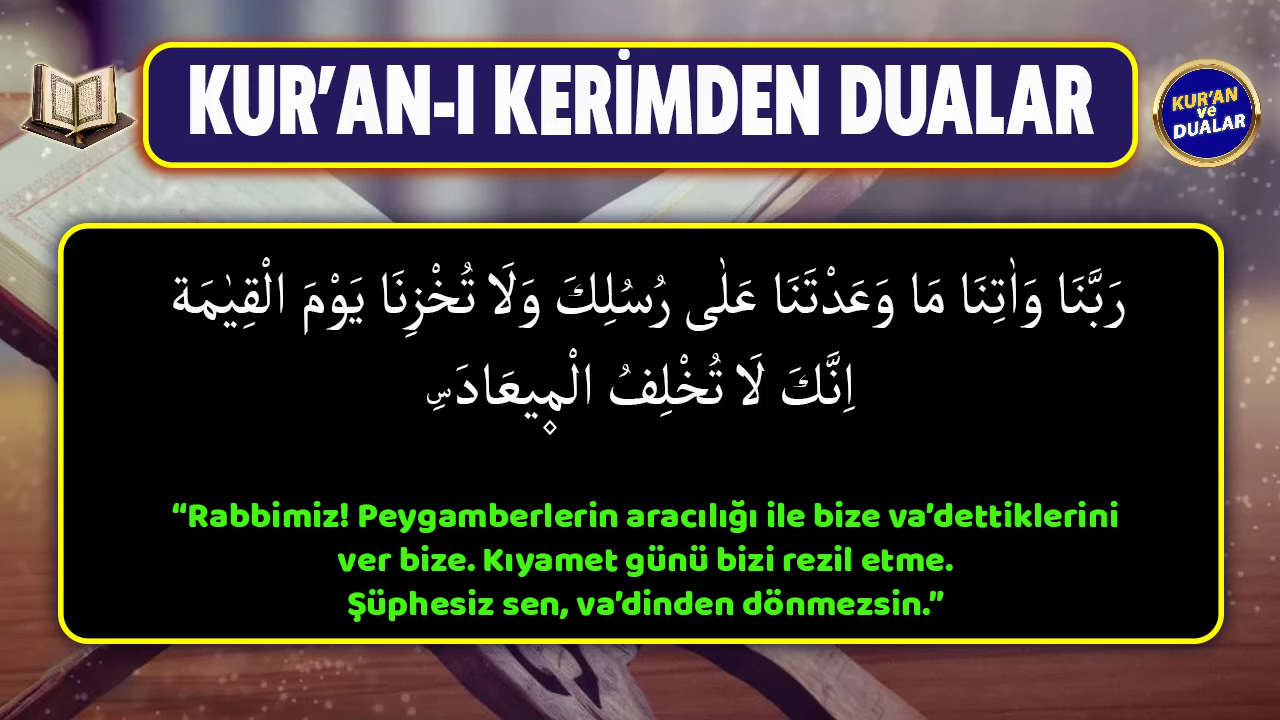 KUR’AN-I KERİMDEN DUALAR
KUR’AN
ve
DUALAR
رَبَّنَا وَاٰتِنَا مَا وَعَدْتَنَا عَلٰى رُسُلِكَ وَلَا تُخْزِنَا يَوْمَ الْقِيٰمَة
اِنَّكَ لَا تُخْلِفُ الْم۪يعَادَسِ
“Rabbimiz! Peygamberlerin aracılığı ile bize va’dettiklerini
ver bize. Kıyamet günü bizi rezil etme.
Şüphesiz sen, va’dinden dönmezsin.”